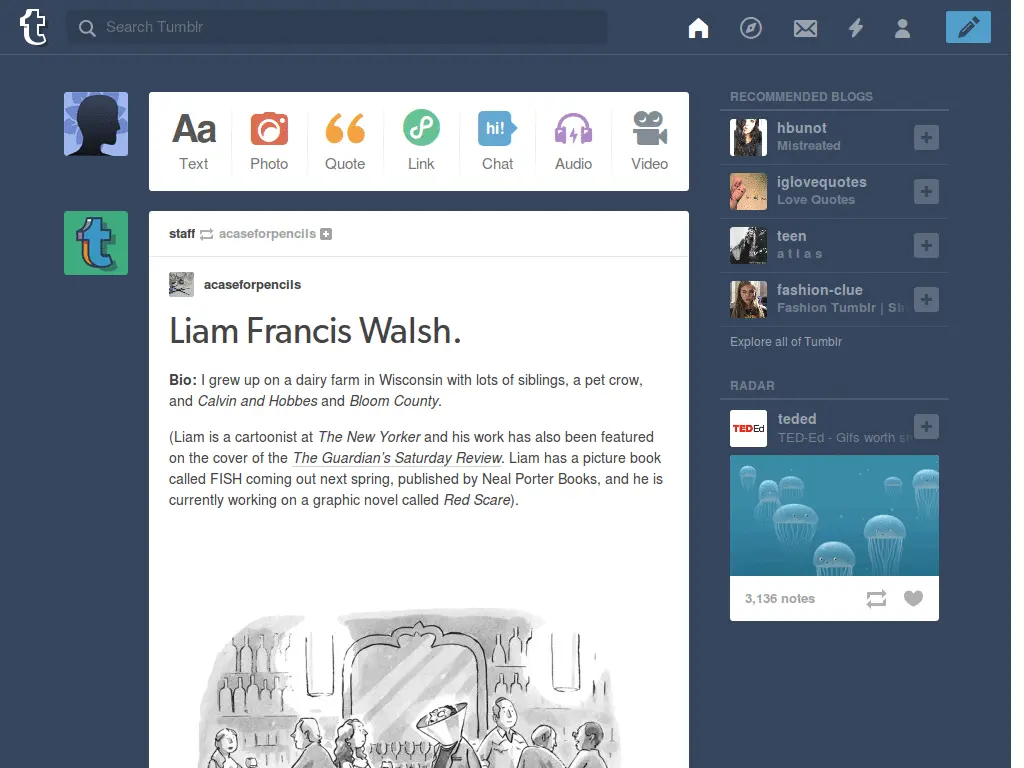 Search Tumblr
Aa
hi!
Text
Photo
Quote
Link
Chat
Audio
Video
staff acaseforpencils
acaseforpencils
Liam Francis Walsh.
Bio: I grew up on a dairy farm in Wisconsin with lots of siblings, a pet crow,
and Calvin and Hobbes and Bloom County.
(Liam is a cartoonist at The New Yorker and his work has also been featured
on the cover of the The Guardian’s Saturday Review. Liam has a picture book
called FISH coming out next spring, published by Neal Porter Books, and he is
currently working on a graphic novel called Red Scare).
RECOMMENDED BLOGS
hbunot
Mistreated
iglovequotes
Love Quotes
teen
a t l a s
fashion-clue
Fashion Tumblr |
Explore all of Tumblr
RADAR
TED Ed
teded
TED-Ed - Gifs worth
3,136 notes